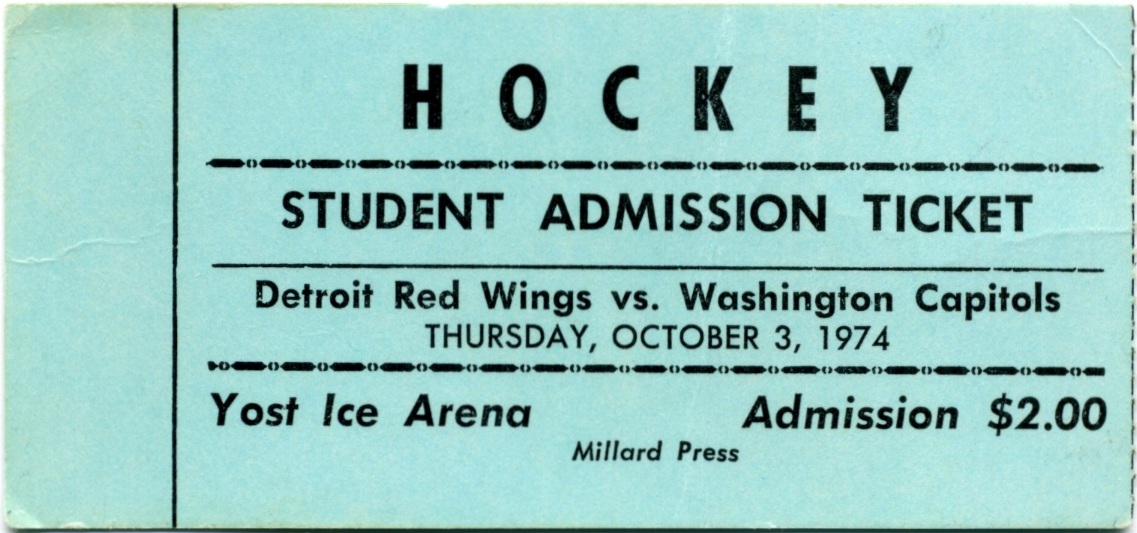 HOCKEY
STUDENT ADMISSION TICKET
Detroit Red Wings vs. Washington Capitols
THURSDAY, OCTOBER 3, 1974
Yost Ice Arena Admission $2.00
Millard Press